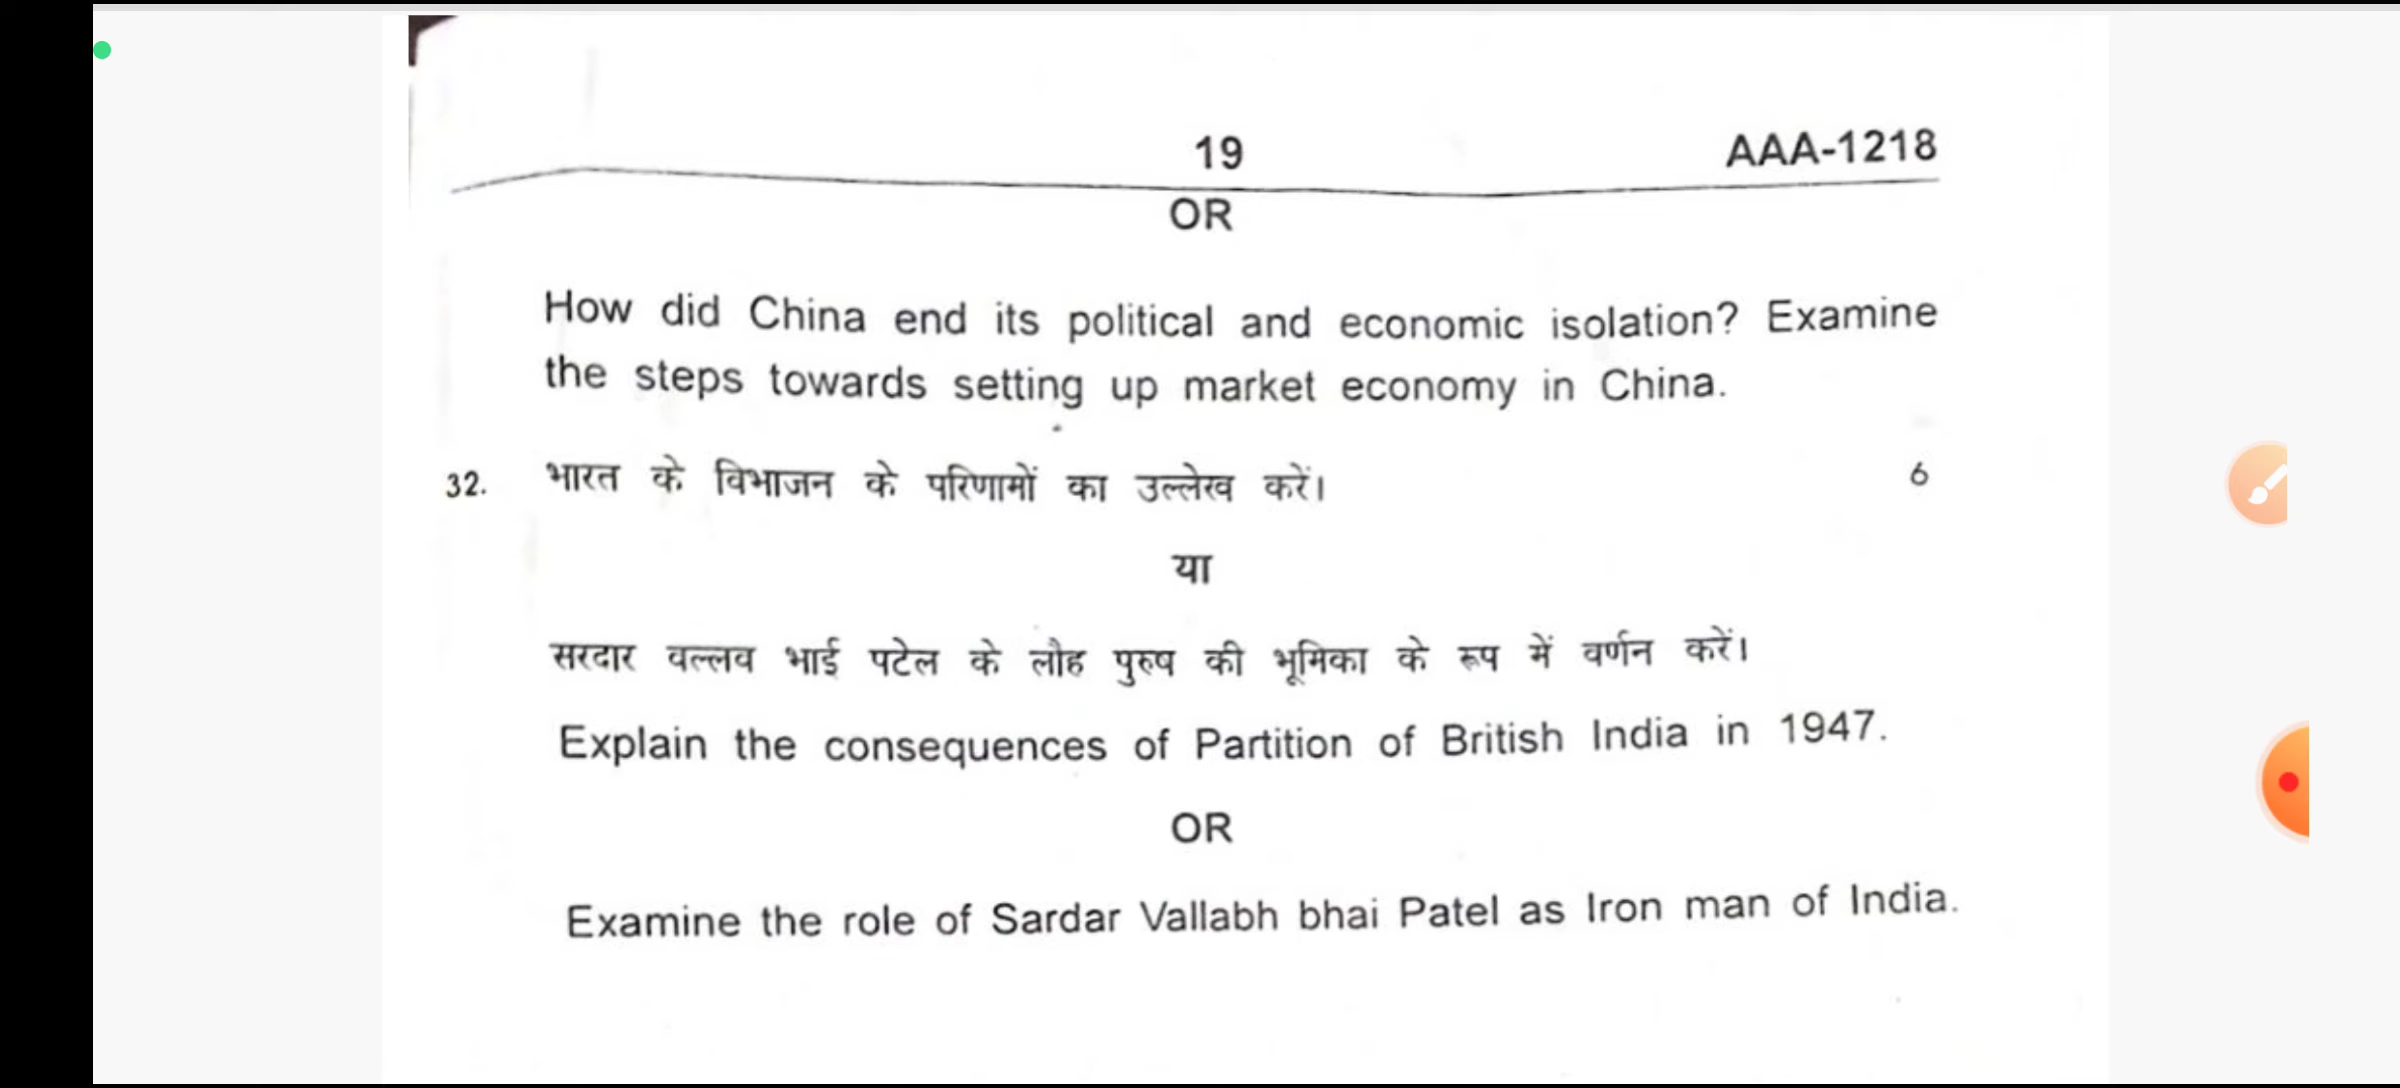 19
AAA-1218
OR
How did China end its political and economic isolation? Examine
the steps towards setting up market economy in China.
32. भारत के विभाजन के परिणामों का उल्लेख करें। 6
या
सरदार वल्लव भाई पटेल के लौह पुरुष की भूमिका के रूप में वर्णन करें।
Explain the consequences of Partition of British India in 1947.
OR
Examine the role of Sardar Vallabh bhai Patel as Iron man of India.